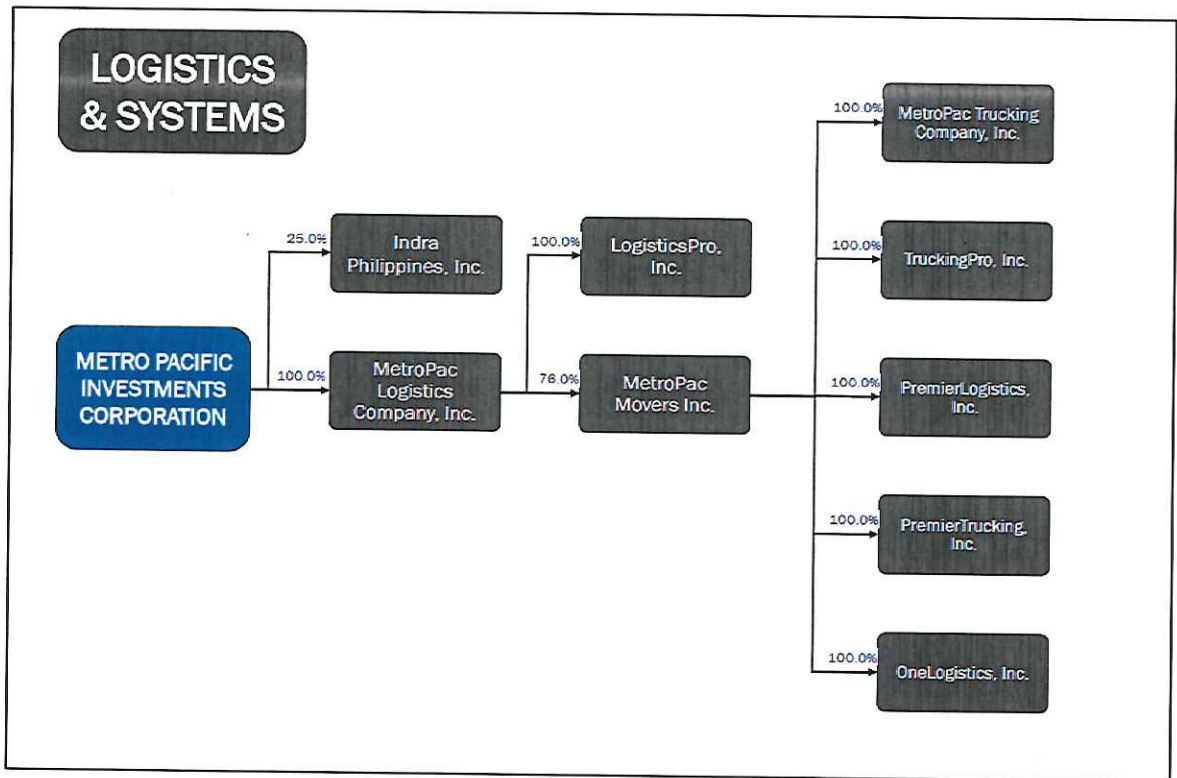 LOGISTICS
& SYSTEMS
100.0%
MetroPac Trucking
Company, Inc.
25.0%
Indra
Philippines, Inc.
100.0%
LogisticsPro,
Inc.
100.0%
TruckingPro, Inc.
METRO PACIFIC
INVESTMENTS
CORPORATION
100.0%
MetroPac
Logistics
Company, Inc.
76.0%
MetroPac
Movers Inc.
100.0%
PremierLogistics,
Inc.
100.0%
PremierTrucking,
Inc.
100.0%
OneLogistics, Inc.